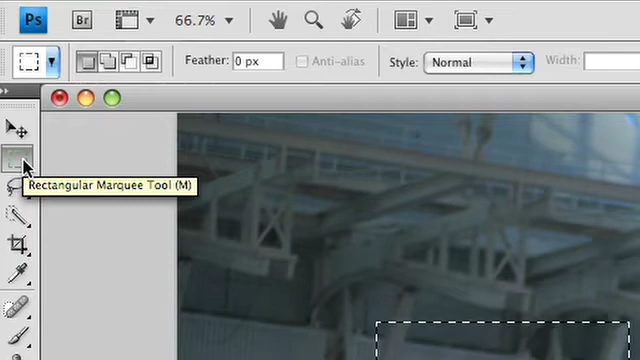 Ps Br 66.7%
Feather: 0 px Anti-alias Style: Normal Width:
Rectangular Marquee Tool (M)